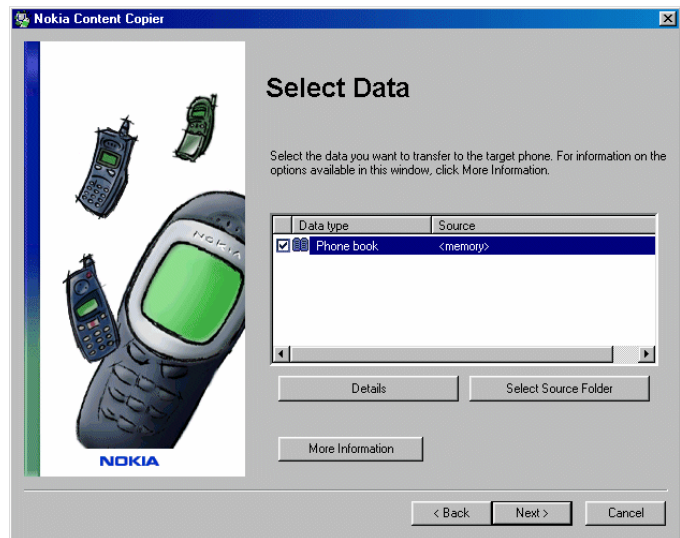 Nokia Content Copier
Select Data
Select the data you want to transfer to the target phone. For information on the
options available in this window, click More Information.
Data type Source
Phone book <memory>
Details Select Source Folder
More Information
NOKIA
NOKIA
< Back Next > Cancel